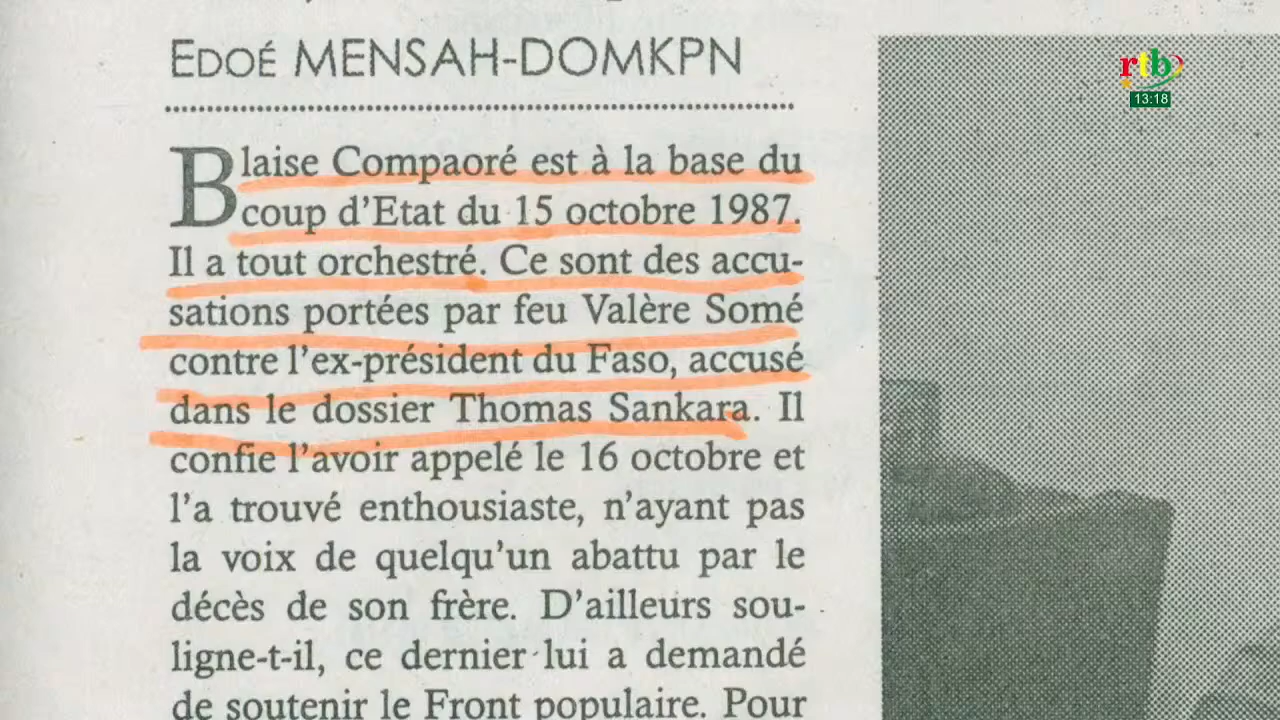 EDOÉ MENSAH-DOMKPN
rtb
13:18
Blaise Compaoré est à la base du
coup d'Etat du 15 octobre 1987.
Il a tout orchestré. Ce sont des accu-
sations portées par feu Valère Somé
contre l'ex-président du Faso, accusé
dans le dossier Thomas Sankara. Il
confie l'avoir appelé le 16 octobre et
l'a trouvé enthousiaste, n'ayant pas
la voix de quelqu'un abattu par le
décès de son frère. D'ailleurs sou-
ligne-t-il, ce dernier lui a demandé
de soutenir le Front populaire. Pour